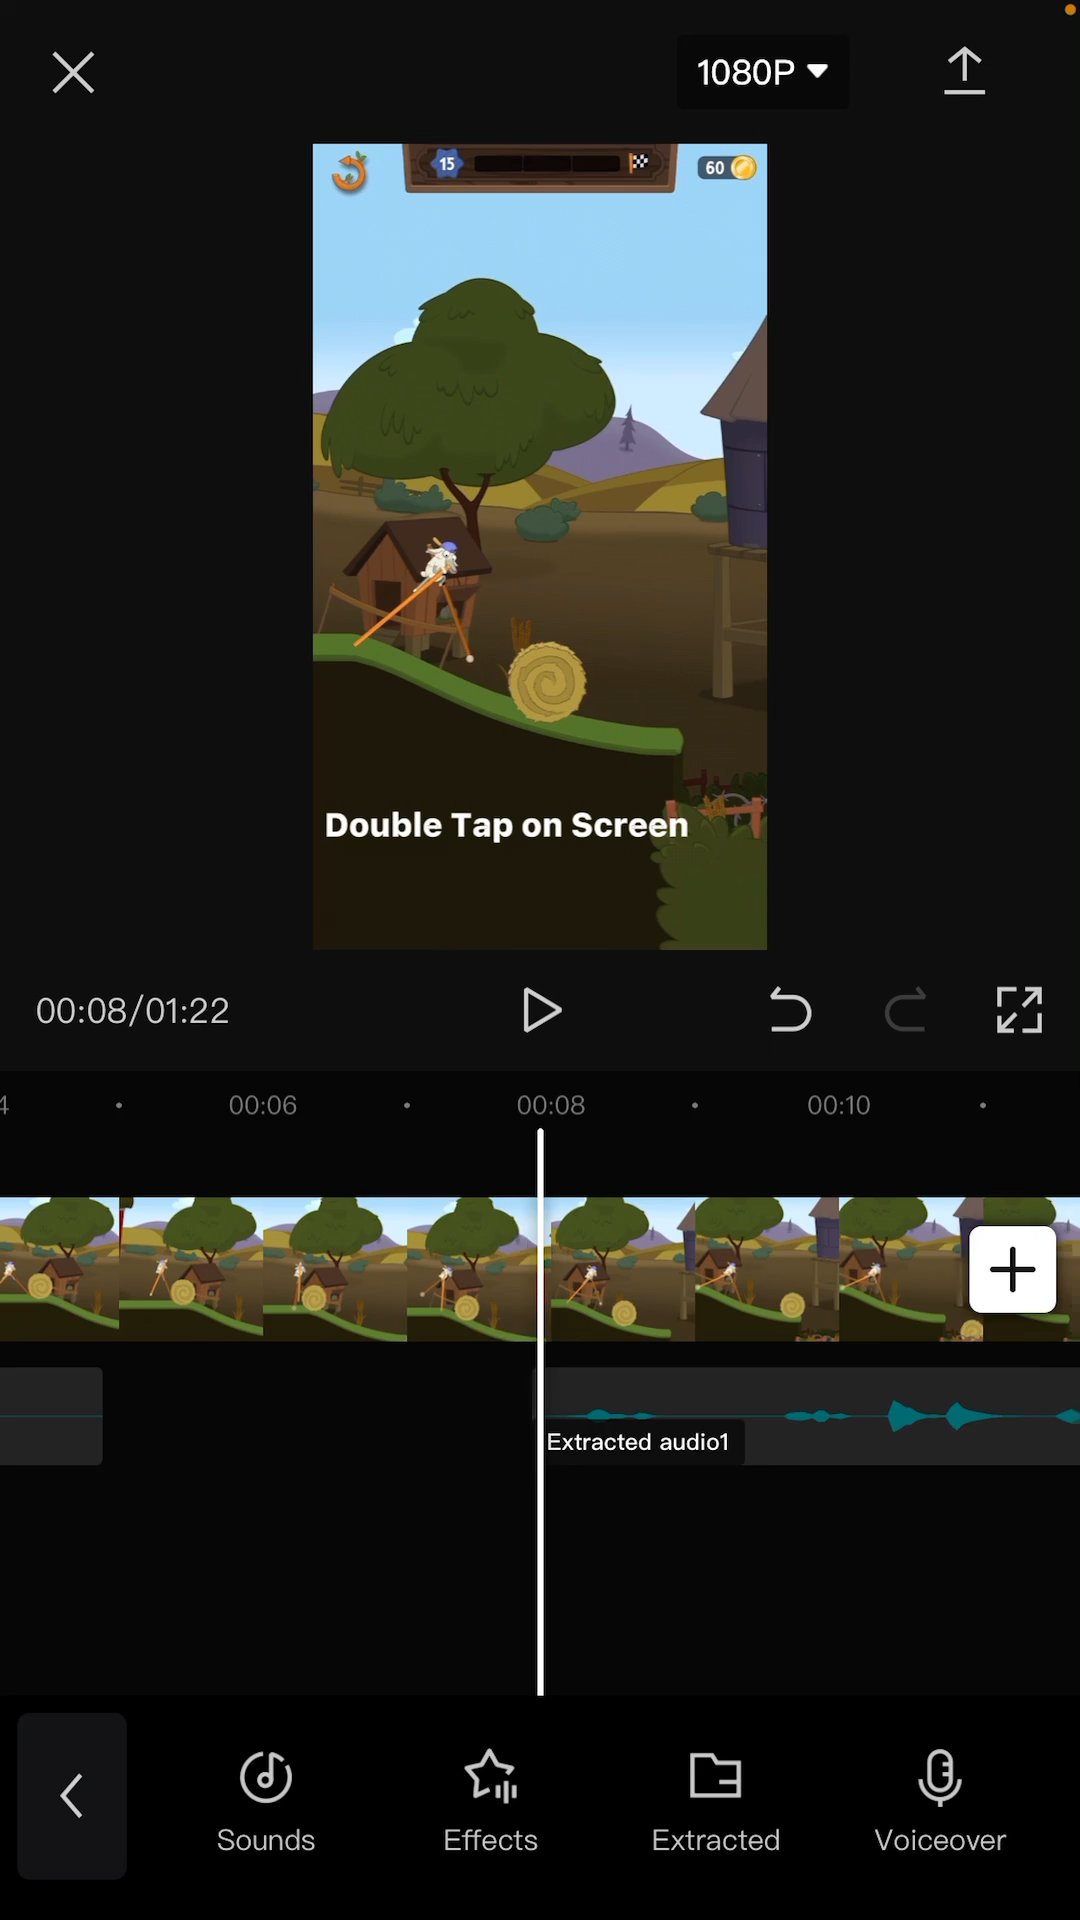 1080P
15
60
Double Tap on Screen
00:08/01:22
4
00:06
00:08
00:10
Extracted audio1
Sounds
Effects
Extracted
Voiceover